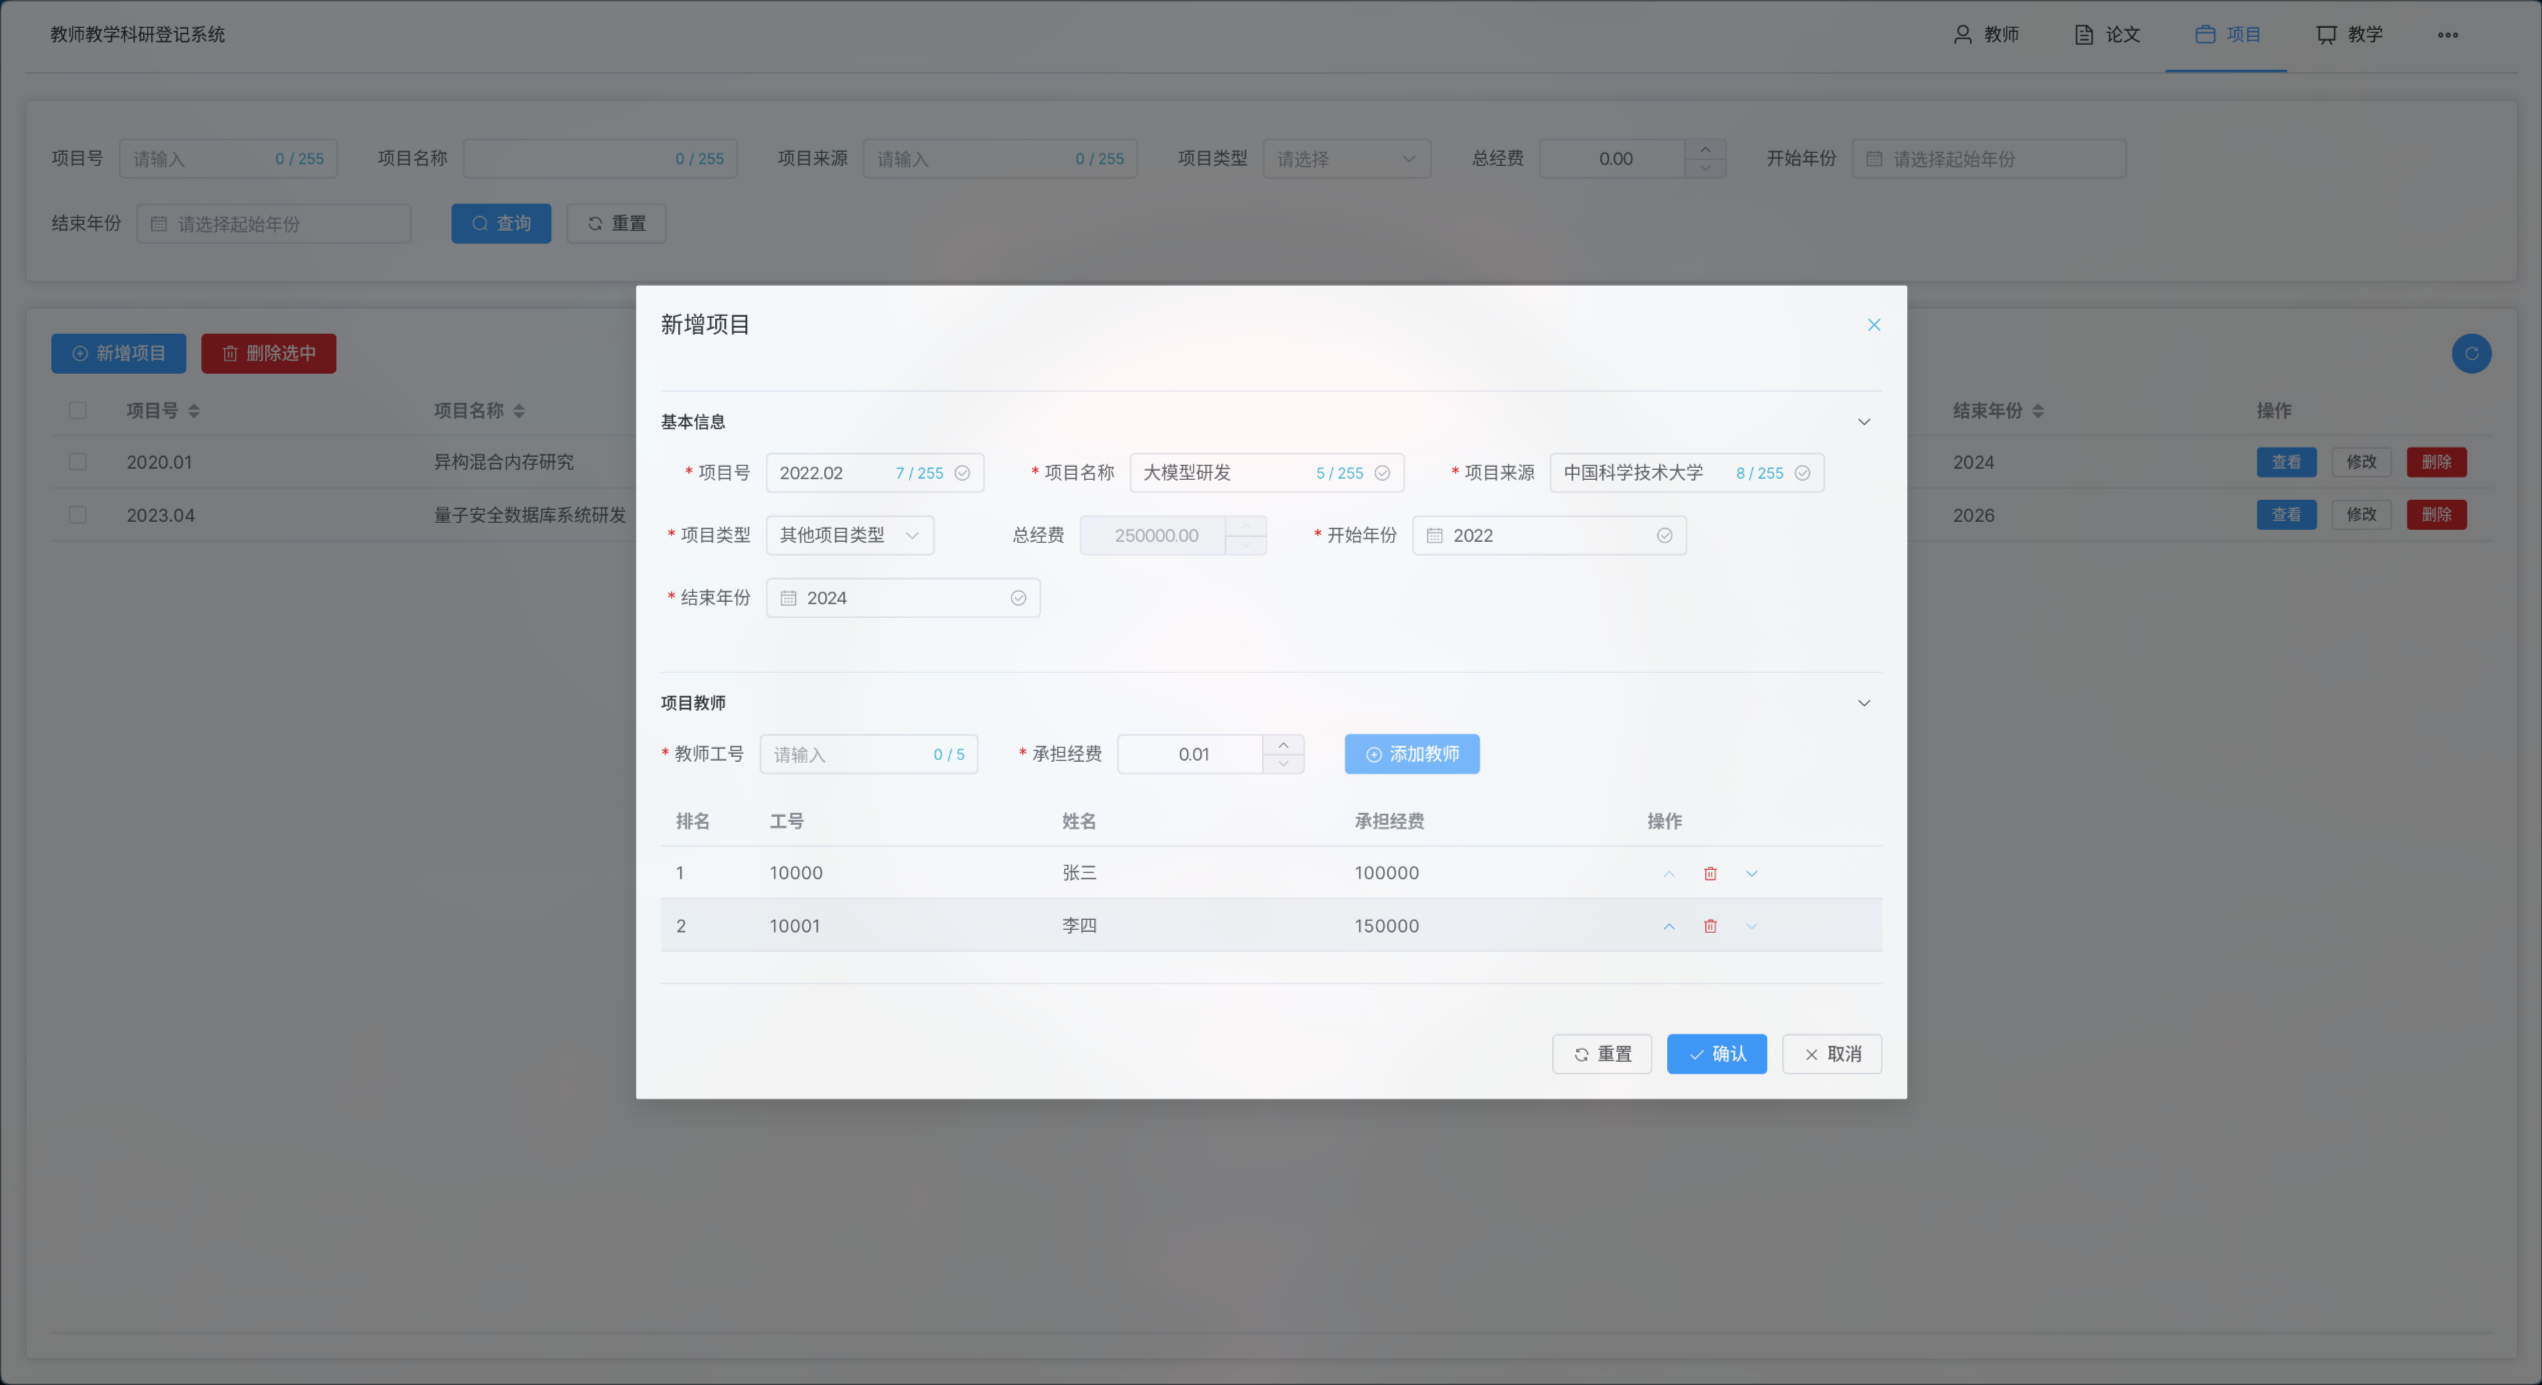 教师教学科研登记系统 教师 论文 项目 教学
项目号 请输入 0 / 255 项目名称 0 / 255 项目来源 请输入 0 / 255 项目类型 请选择 总经费 0.00 开始年份 请选择起始年份
结束年份 请选择起始年份 查询 重置
新增项目 删除选中
项目号 项目名称 结束年份 操作
2020.01 异构混合内存研究 2024 查看 修改 删除
2023.04 量子安全数据库系统研发 2026 查看 修改 删除
新增项目
基本信息
* 项目号 2022.02 7 / 255 * 项目名称 大模型研发 5 / 255 * 项目来源 中国科学技术大学 8 / 255
* 项目类型 其他项目类型 总经费 250000.00 * 开始年份 2022
* 结束年份 2024
项目教师
* 教师工号 请输入 0 / 5 * 承担经费 0.01 添加教师
排名 工号 姓名 承担经费 操作
1 10000 张三 100000
2 10001 李四 150000
重置 确认 取消